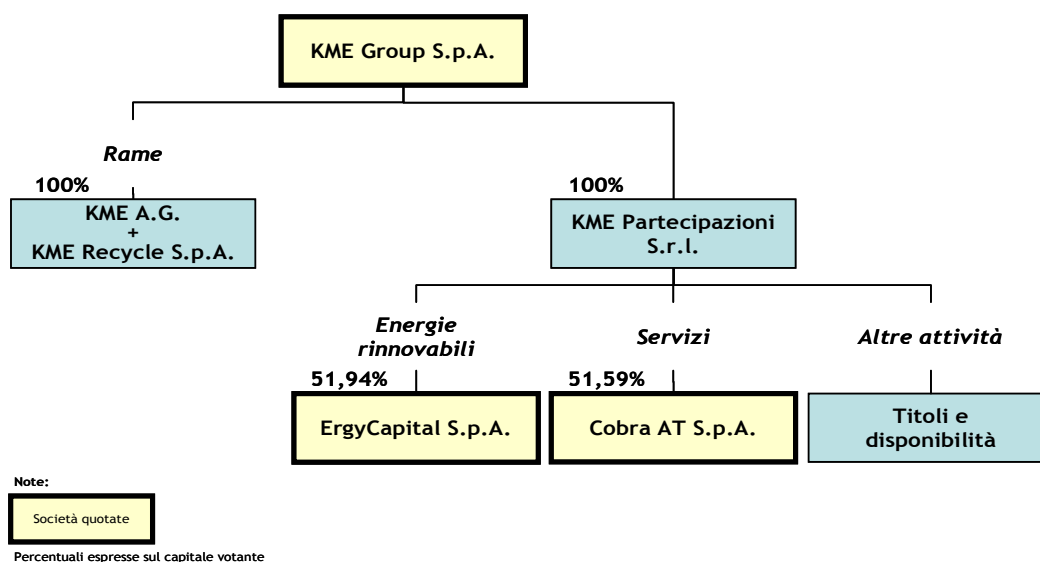 KME Group S.p.A.
Rame
100%
KME A.G.
+
KME Recycle S.p.A.
100%
KME Partecipazioni
S.r.l.
Energie
rinnovabili
51,94%
ErgyCapital S.p.A.
Servizi
51,59%
Cobra AT S.p.A.
Altre attività
Titoli e
disponibilità
Note:
Società quotate
Percentuali espresse sul capitale votante